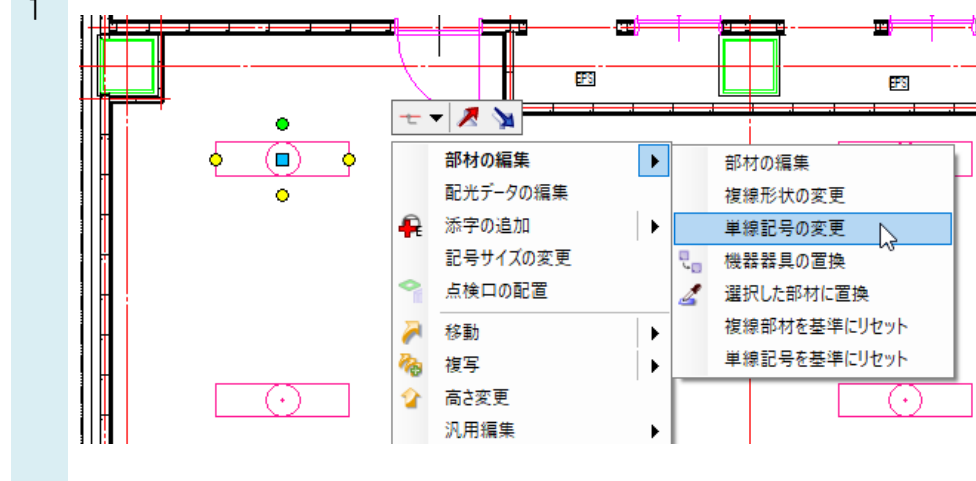 1
EPS
EPS
部材の編集
配光データの編集
添字の追加
記号サイズの変更
点検口の配置
移動
複写
高さ変更
汎用編集
部材の編集
複線形状の変更
単線記号の変更
機器器具の置換
選択した部材に置換
複線部材を基準にリセット
単線記号を基準にリセット